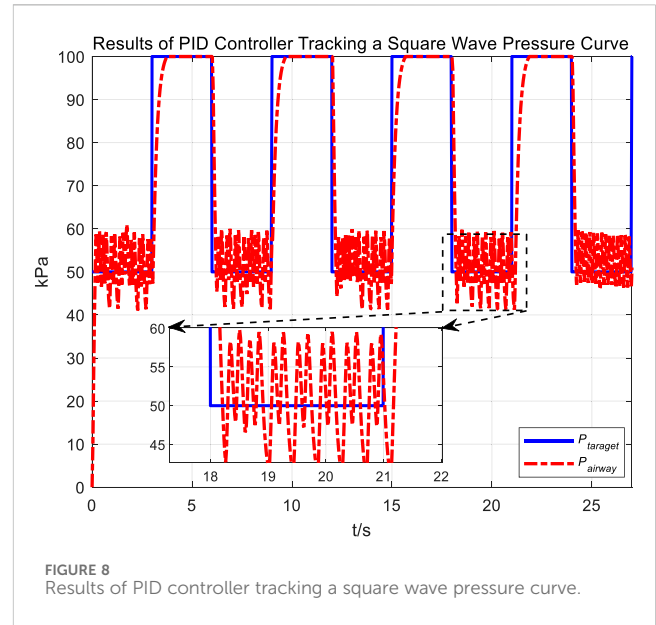 Results of PID Controller Tracking a Square Wave Pressure Curve
100
90
80
70
60
50
40
30
20
10
0
kPa
60
55
50
45
18 19 20 21 22
P taraget
P airway
0 5 10 15 20 25
t/s
FIGURE 8
Results of PID controller tracking a square wave pressure curve.